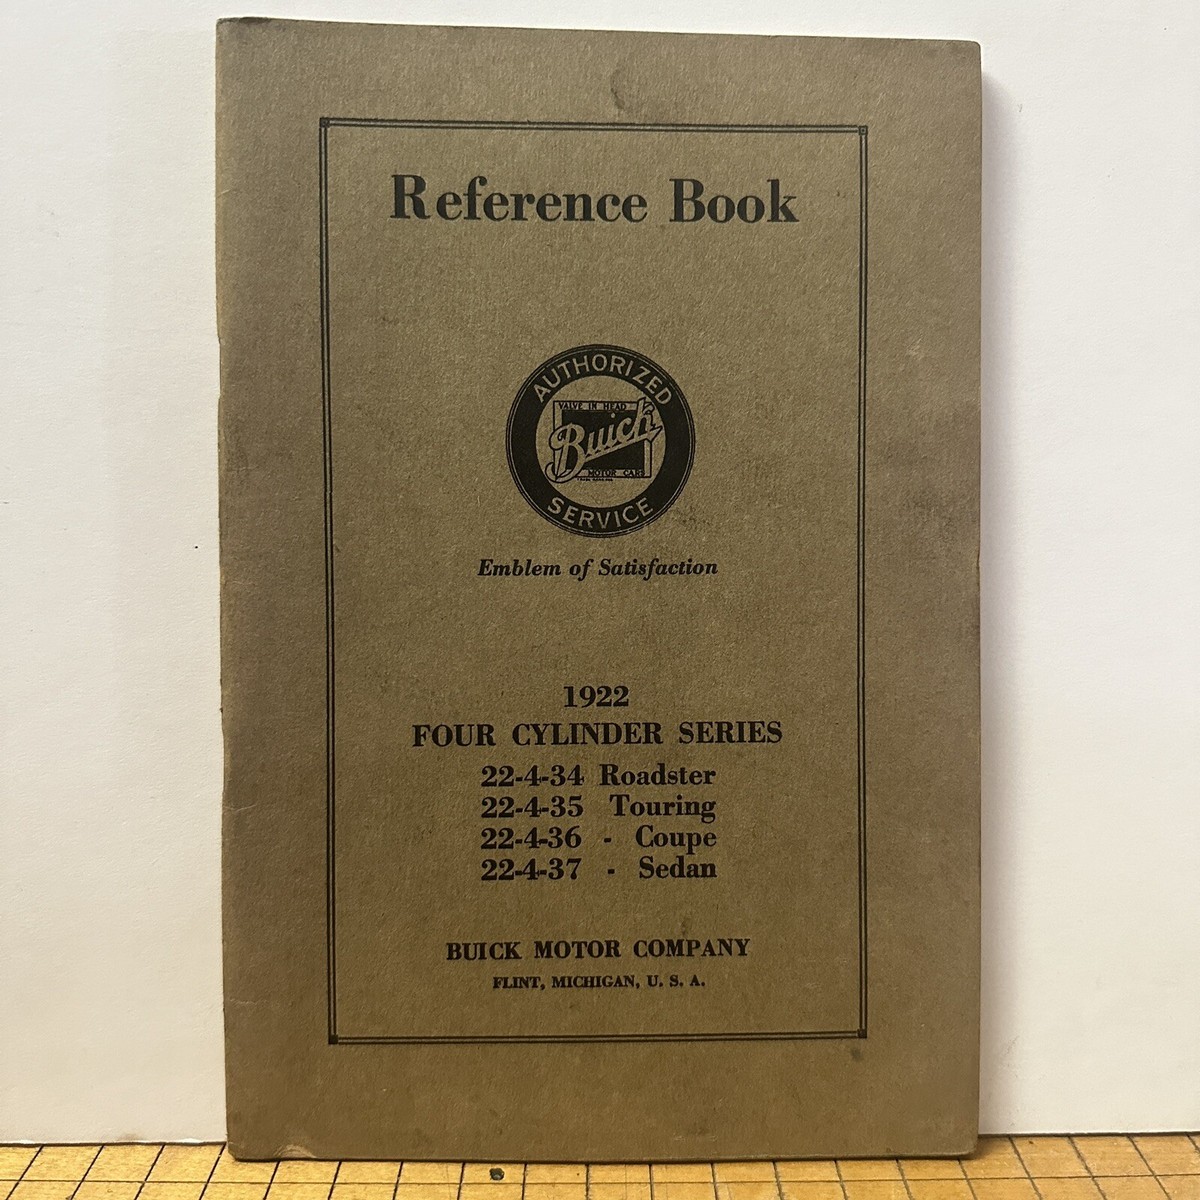 Reference Book
AUTHORIZED
VALVE IN HEAD
Buick
MOTOR CARS
SERVICE
Emblem of Satisfaction
1922
FOUR CYLINDER SERIES
22-4-34 Roadster
22-4-35 Touring
22-4-36 - Coupe
22-4-37 - Sedan
BUICK MOTOR COMPANY
FLINT, MICHIGAN, U. S. A.